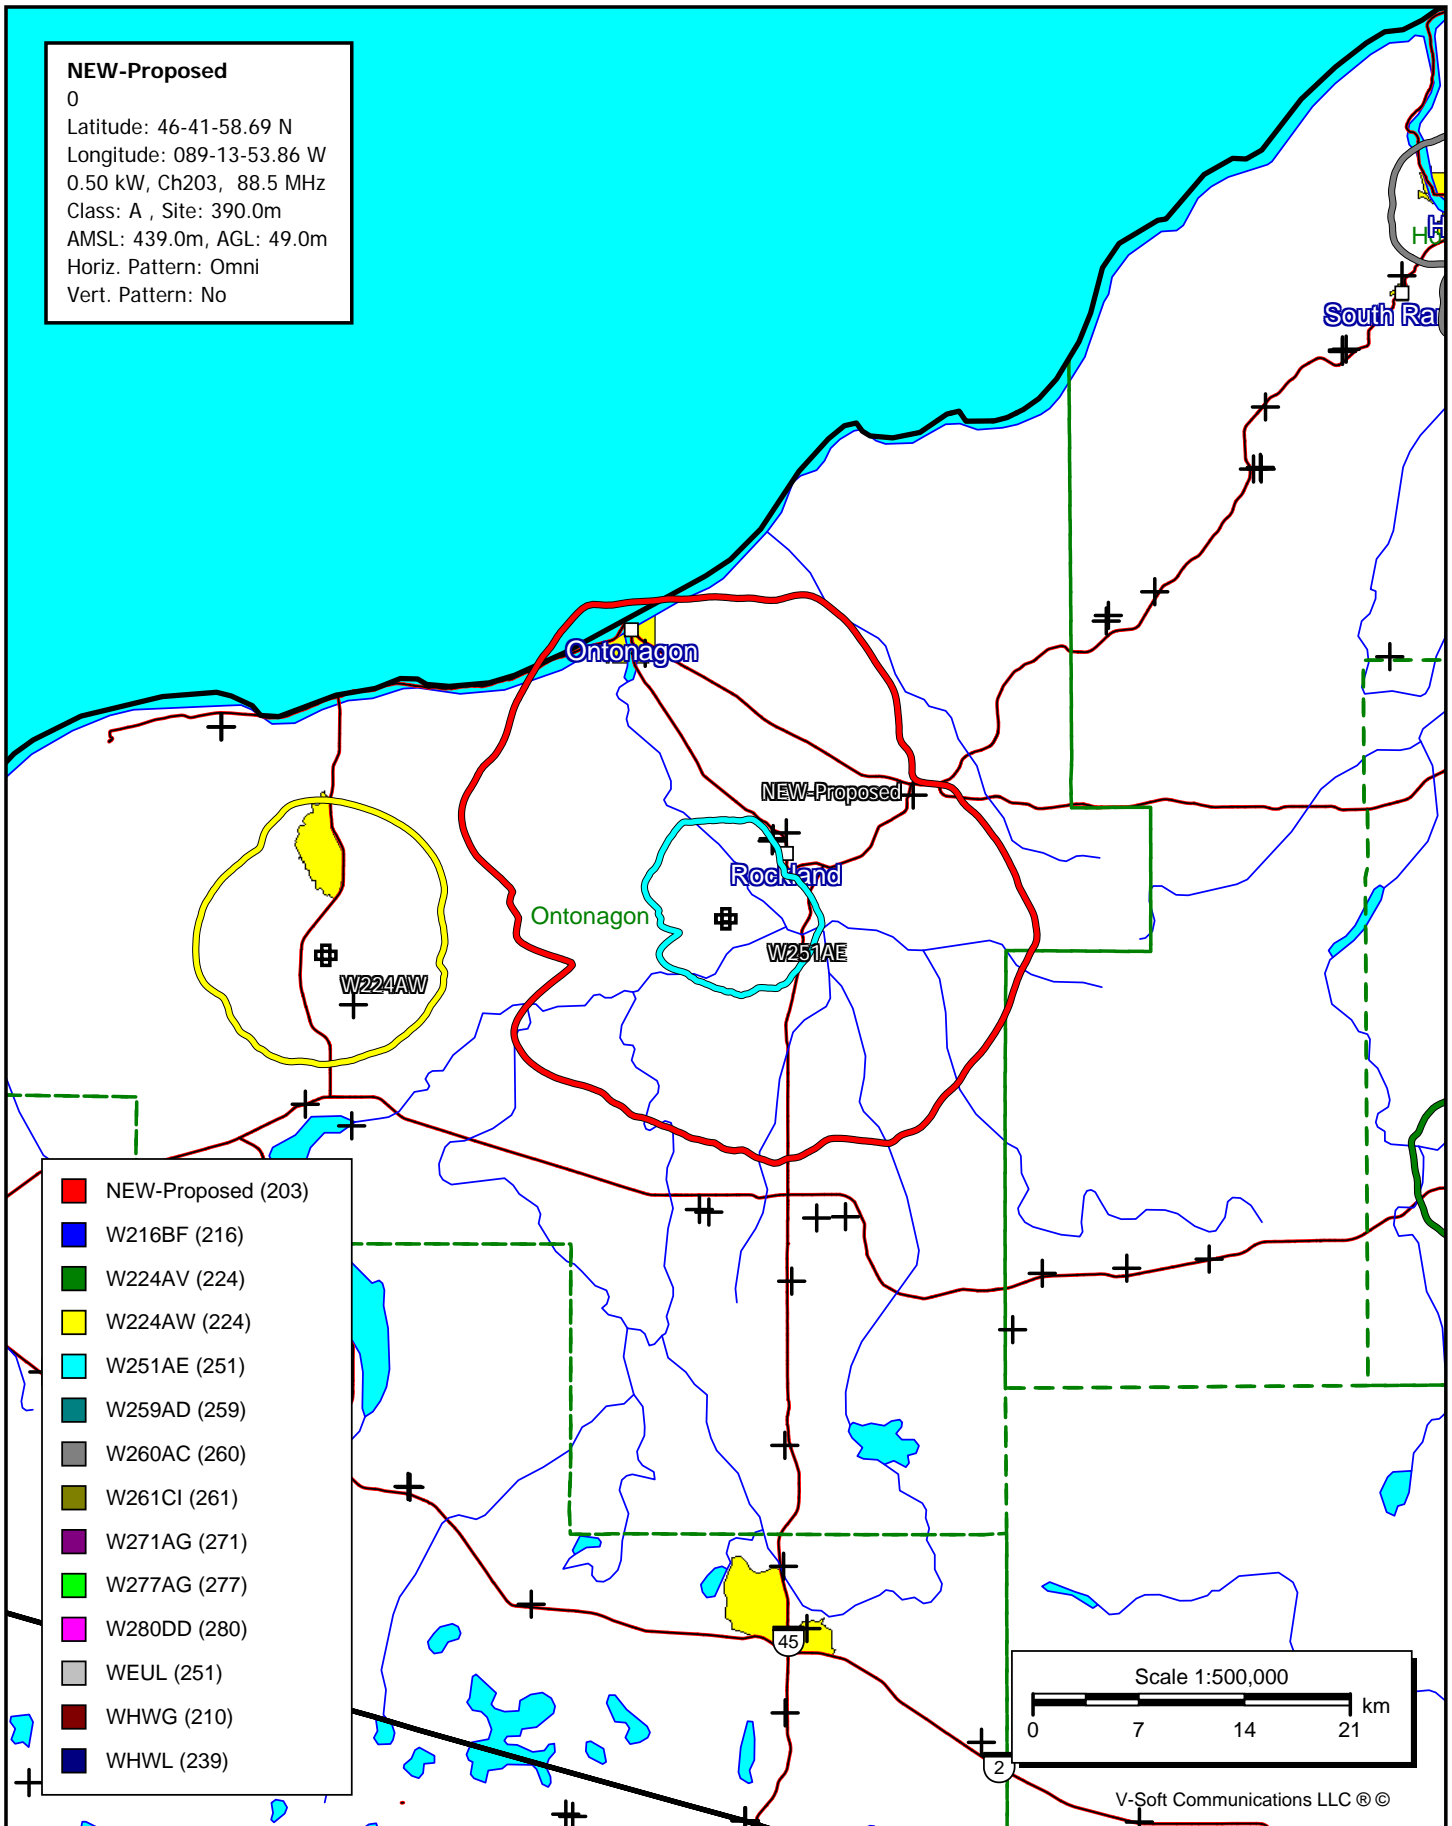 NEW-Proposed
0
Latitude: 46-41-58.69 N
Longitude: 089-13-53.86 W
0.50 kW, Ch203, 88.5 MHz
Class: A , Site: 390.0m
AMSL: 439.0m, AGL: 49.0m
Horiz. Pattern: Omni
Vert. Pattern: No
South Ra
Ontonagon
NEW-Proposed
Rockland
Ontonagon
W251AE
W224AW
NEW-Proposed (203)
W216BF (216)
W224AV (224)
W224AW (224)
W251AE (251)
W259AD (259)
W260AC (260)
W261CI (261)
W271AG (271)
W277AG (277)
W280DD (280)
WEUL (251)
WHWG (210)
WHWL (239)
45
2
Scale 1:500,000
km
0 7 14 21
V-Soft Communications LLC ® ©